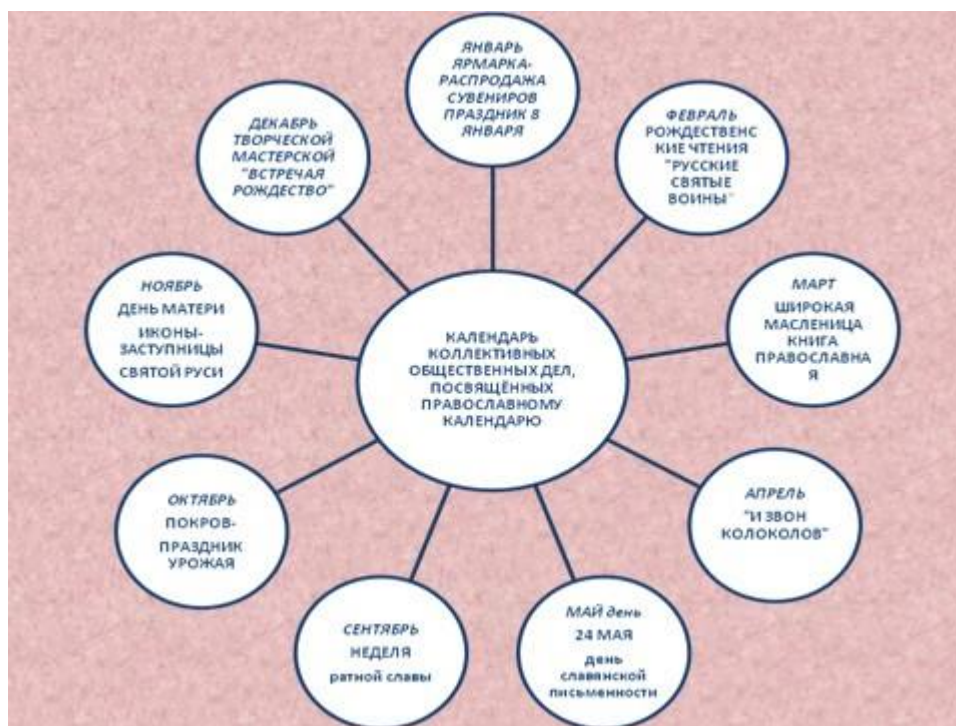 ЯНВАРЬ
ЯРМАРКА-
РАСПРОДАЖА
СУВЕНИРОВ
ПРАЗДНИК 8
ЯНВАРЯ
ФЕВРАЛЬ
РОЖДЕСТВЕНС
КИЕ ЧТЕНИЯ
"РУССКИЕ
СВЯТЫЕ
ВОИНЫ"
МАРТ
ШИРОКАЯ
МАСЛЕНИЦА
КНИГА
ПРАВОСЛАВНА
Я
АПРЕЛЬ
"И ЗВОН
КОЛОКОЛОВ"
МАЙ день
24 МАЯ
день
славянской
письменности
СЕНТЯБРЬ
НЕДЕЛЯ
ратной славы
ОКТЯБРЬ
ПОКРОВ-
ПРАЗДНИК
УРОЖАЯ
НОЯБРЬ
ДЕНЬ МАТЕРИ
ИКОНЫ-
ЗАСТУПНИЦЫ
СВЯТОЙ РУСИ
ДЕКАБРЬ
ТВОРЧЕСКОЙ
МАСТЕРСКОЙ
"ВСТРЕЧАЯ
РОЖДЕСТВО"
КАЛЕНДАРЬ
КОЛЛЕКТИВНЫХ
ОБЩЕСТВЕННЫХ ДЕЛ,
ПОСВЯЩЁННЫХ
ПРАВОСЛАВНОМУ
КАЛЕНДАРЮ